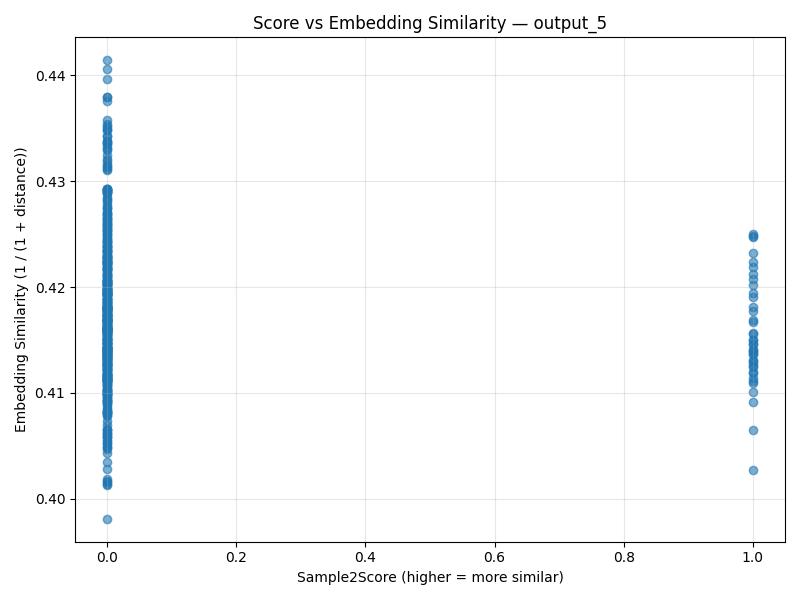 Score vs Embedding Similarity — output_5
Embedding Similarity (1 / (1 + distance))
0.44
0.43
0.42
0.41
0.40
0.0 0.2 0.4 0.6 0.8 1.0
Sample2Score (higher = more similar)